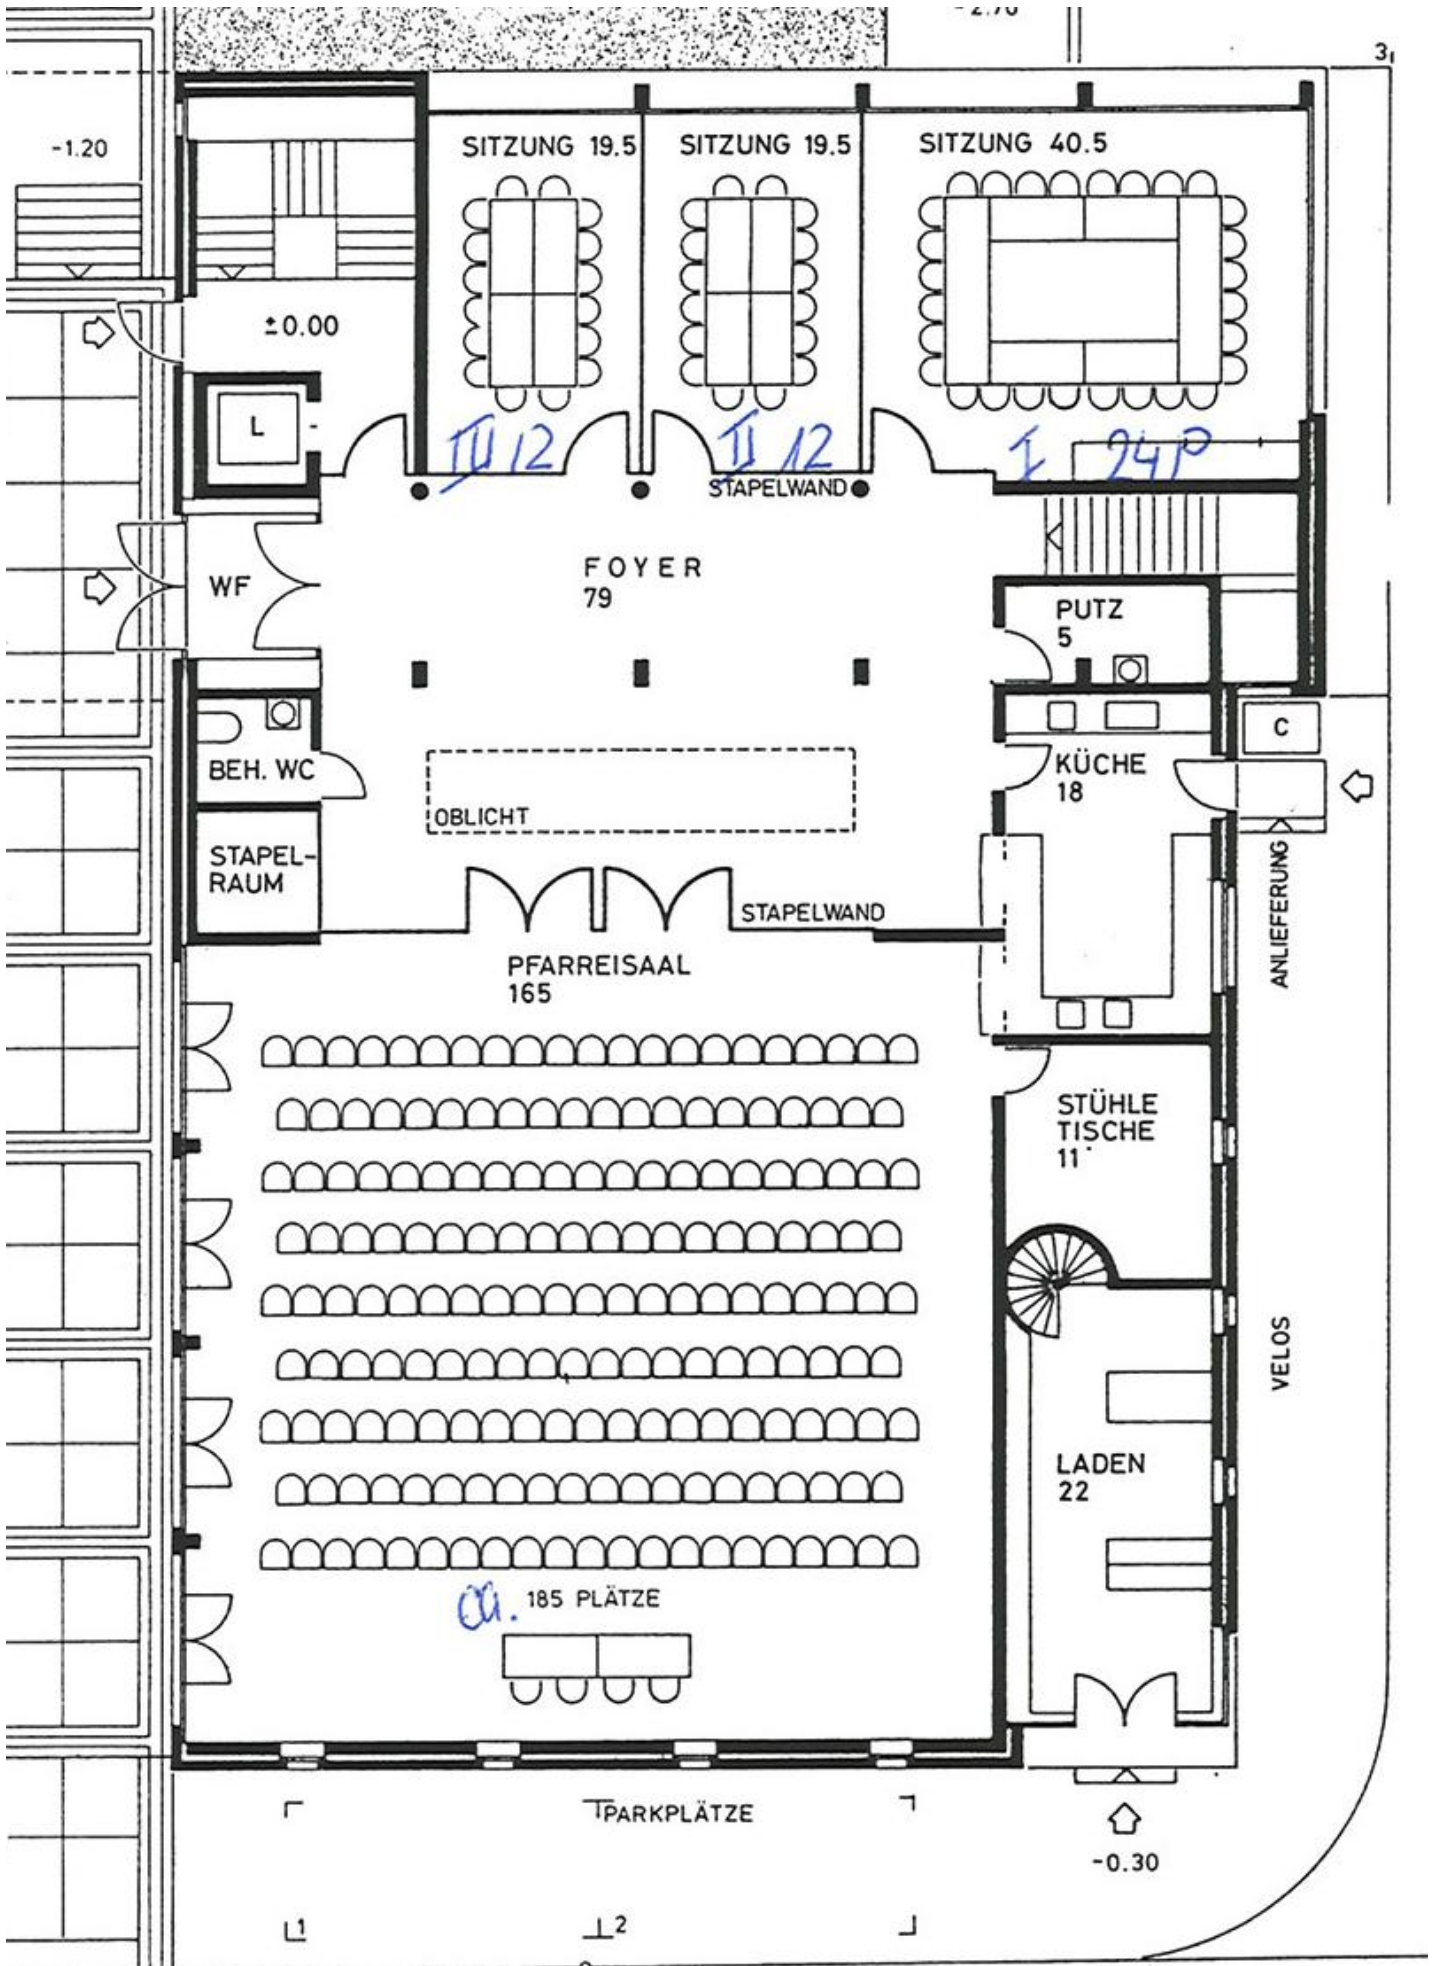 3
-1.20
SITZUNG 19.5
SITZUNG 19.5
SITZUNG 40.5
±0.00
L
III 12
II 12
I 24P
STAPELWAND
WF
FOYER
79
PUTZ
5
C
BEH. WC
KÜCHE
18
OBLICHT
STAPEL-
RAUM
STAPELWAND
ANLIEFERUNG
PFARREISAAL
165
STÜHLE
TISCHE
11
VELOS
LADEN
22
ca. 185 PLÄTZE
PARKPLÄTZE
-0.30
1
2